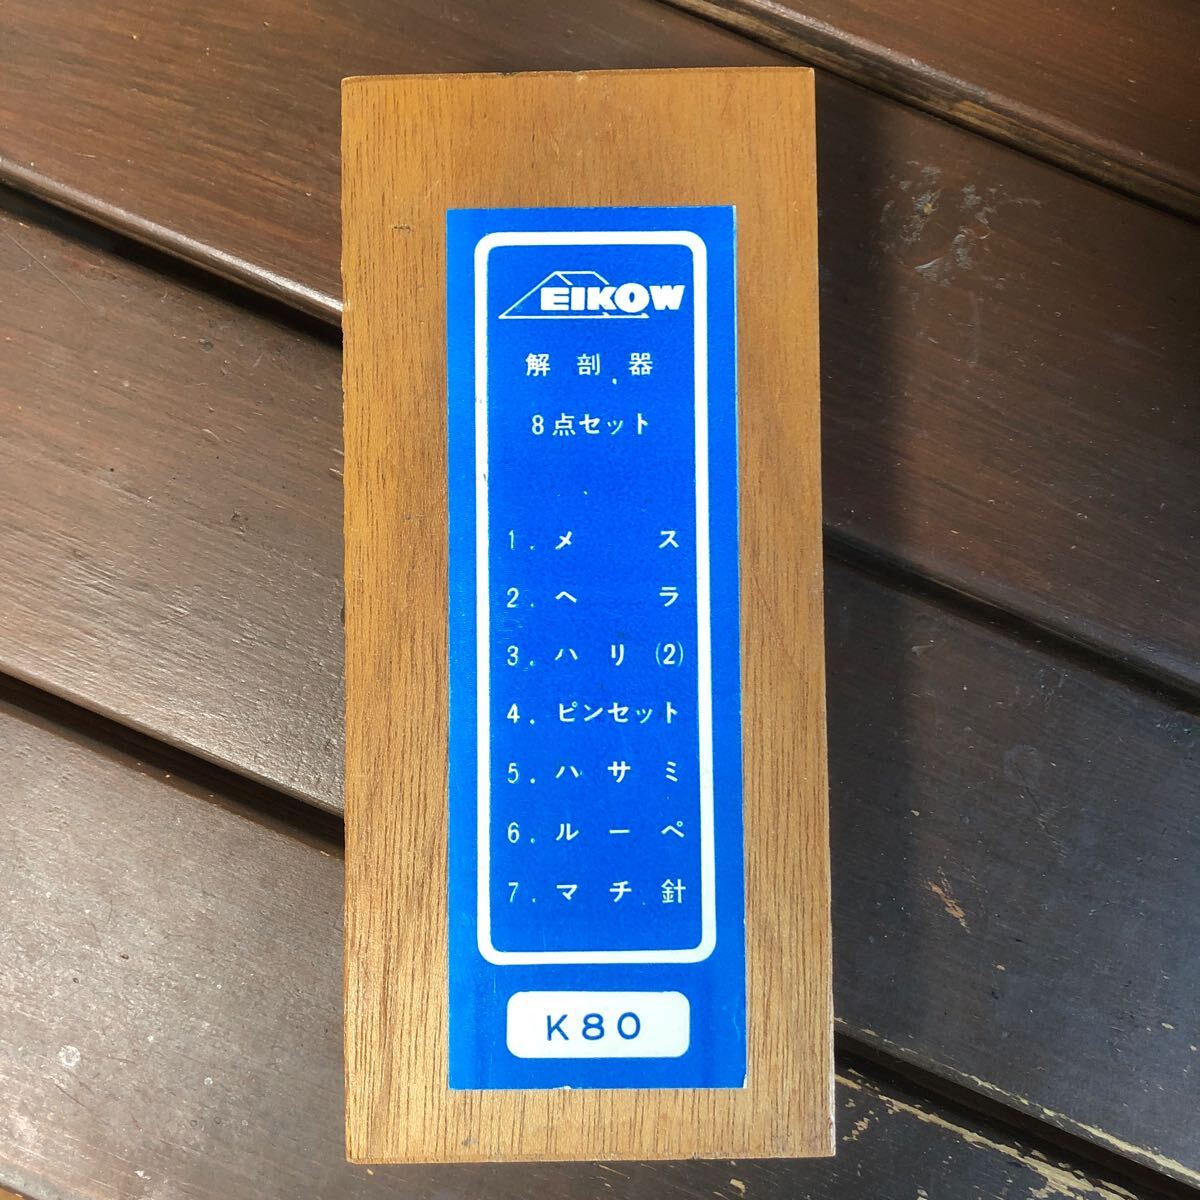 EIKOW
解剖器
8点セット
1. メス
2. ヘラ
3. ハリ (2)
4. ピンセット
5. ハサミ
6. ルーペ
7. マチ針
K80